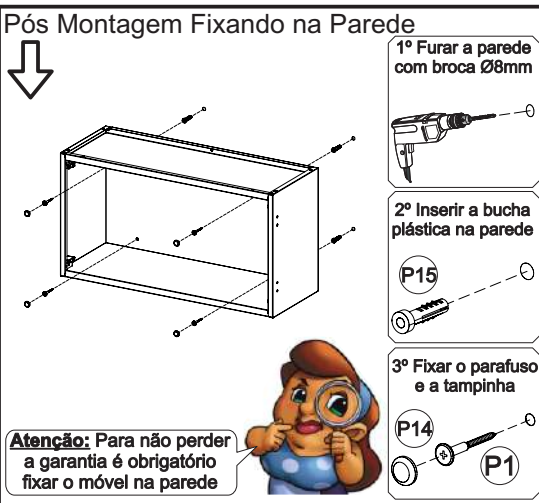 Pós Montagem Fixando na Parede
1º Furar a parede
com broca Ø8mm
2º Inserir a bucha
plástica na parede
P15
3º Fixar o parafuso
e a tampinha
P14
P1
Atenção: Para não perder
a garantia é obrigatório
fixar o móvel na parede